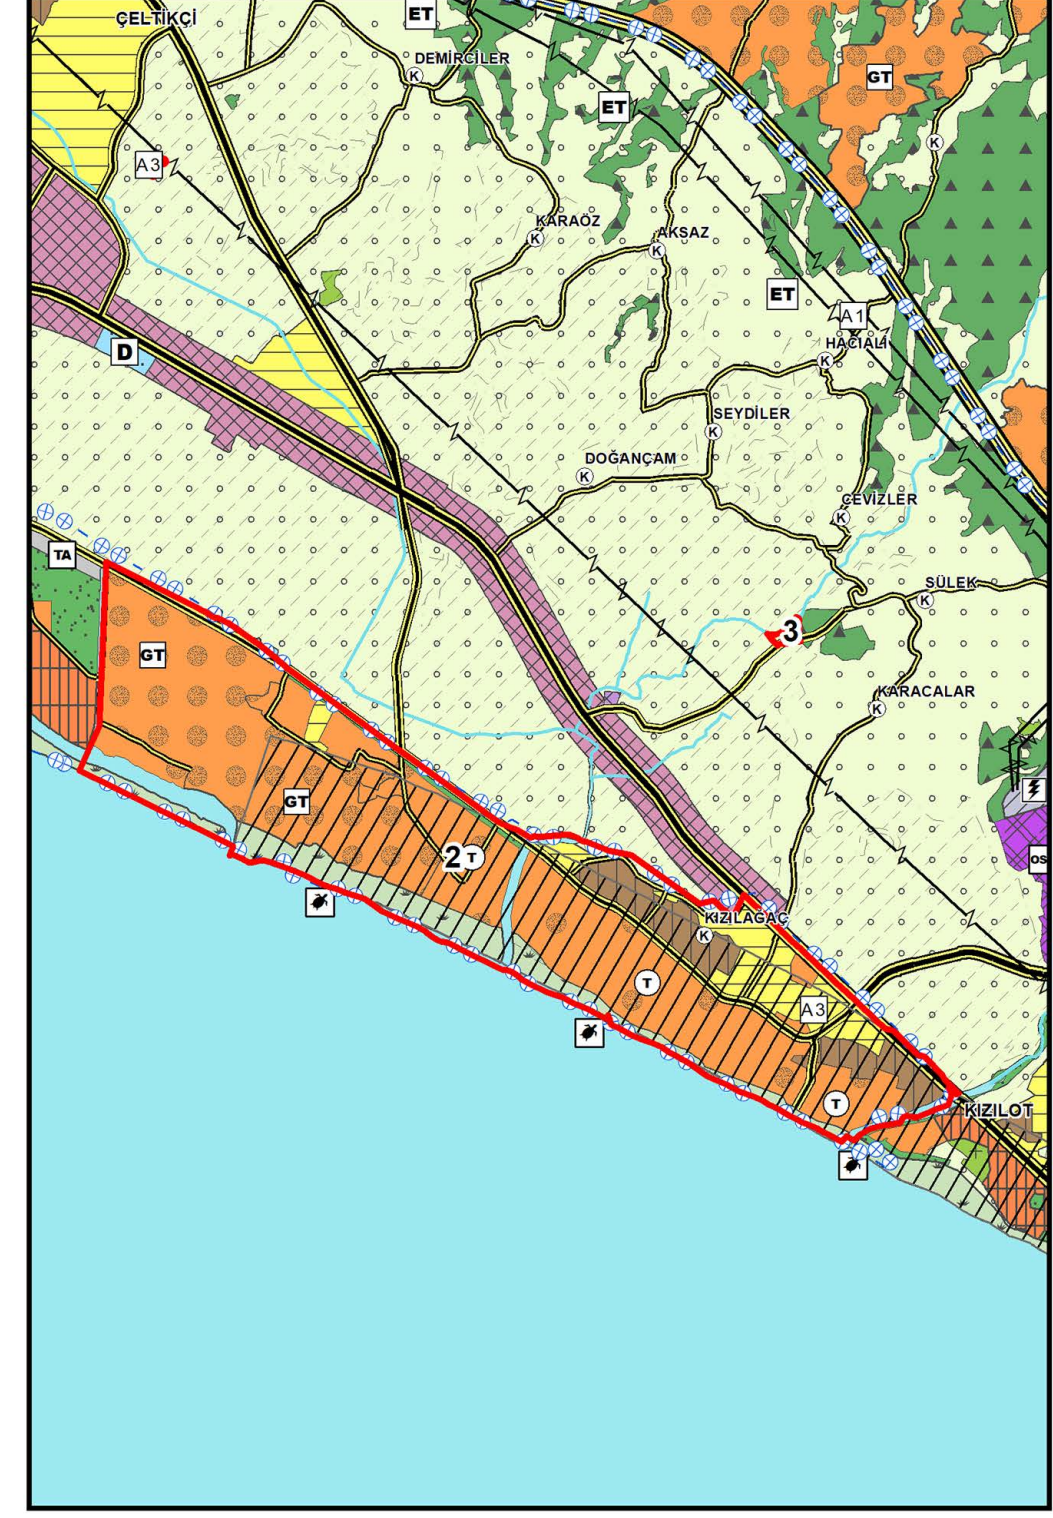 ÇELTİKÇİ
ET
DEMİRCİLER
K
ET
GT
K
A3
KARAÖZ
K
AKSAZ
K
ET
A1
HACIALİ
K
D
SEYDİLER
K
DOĞANÇAM
K
CEVİZLER
K
TA
SÜLEK
K
3
GT
KARACALAR
K
GT
2
T
OS
KIZILAGAÇ
K
T
A3
T
KIZILOT